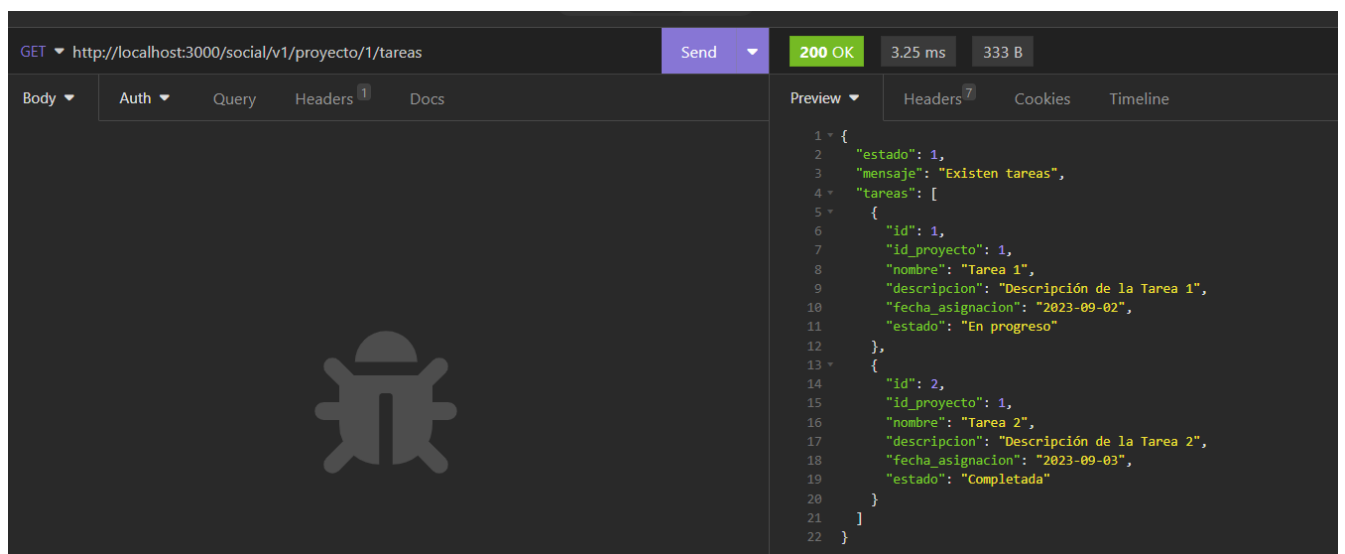 GET http://localhost:3000/social/v1/proyecto/1/tareas Send
200 OK 3.25 ms 333 B
Body Auth Query Headers 1 Docs
Preview Headers 7 Cookies Timeline
1 {
2 "estado": 1,
3 "mensaje": "Existen tareas",
4 "tareas": [
5 {
6 "id": 1,
7 "id_proyecto": 1,
8 "nombre": "Tarea 1",
9 "descripcion": "Descripción de la Tarea 1",
10 "fecha_asignacion": "2023-09-02",
11 "estado": "En progreso"
12 },
13 {
14 "id": 2,
15 "id_proyecto": 1,
16 "nombre": "Tarea 2",
17 "descripcion": "Descripción de la Tarea 2",
18 "fecha_asignacion": "2023-09-03",
19 "estado": "Completada"
20 }
21 ]
22 }